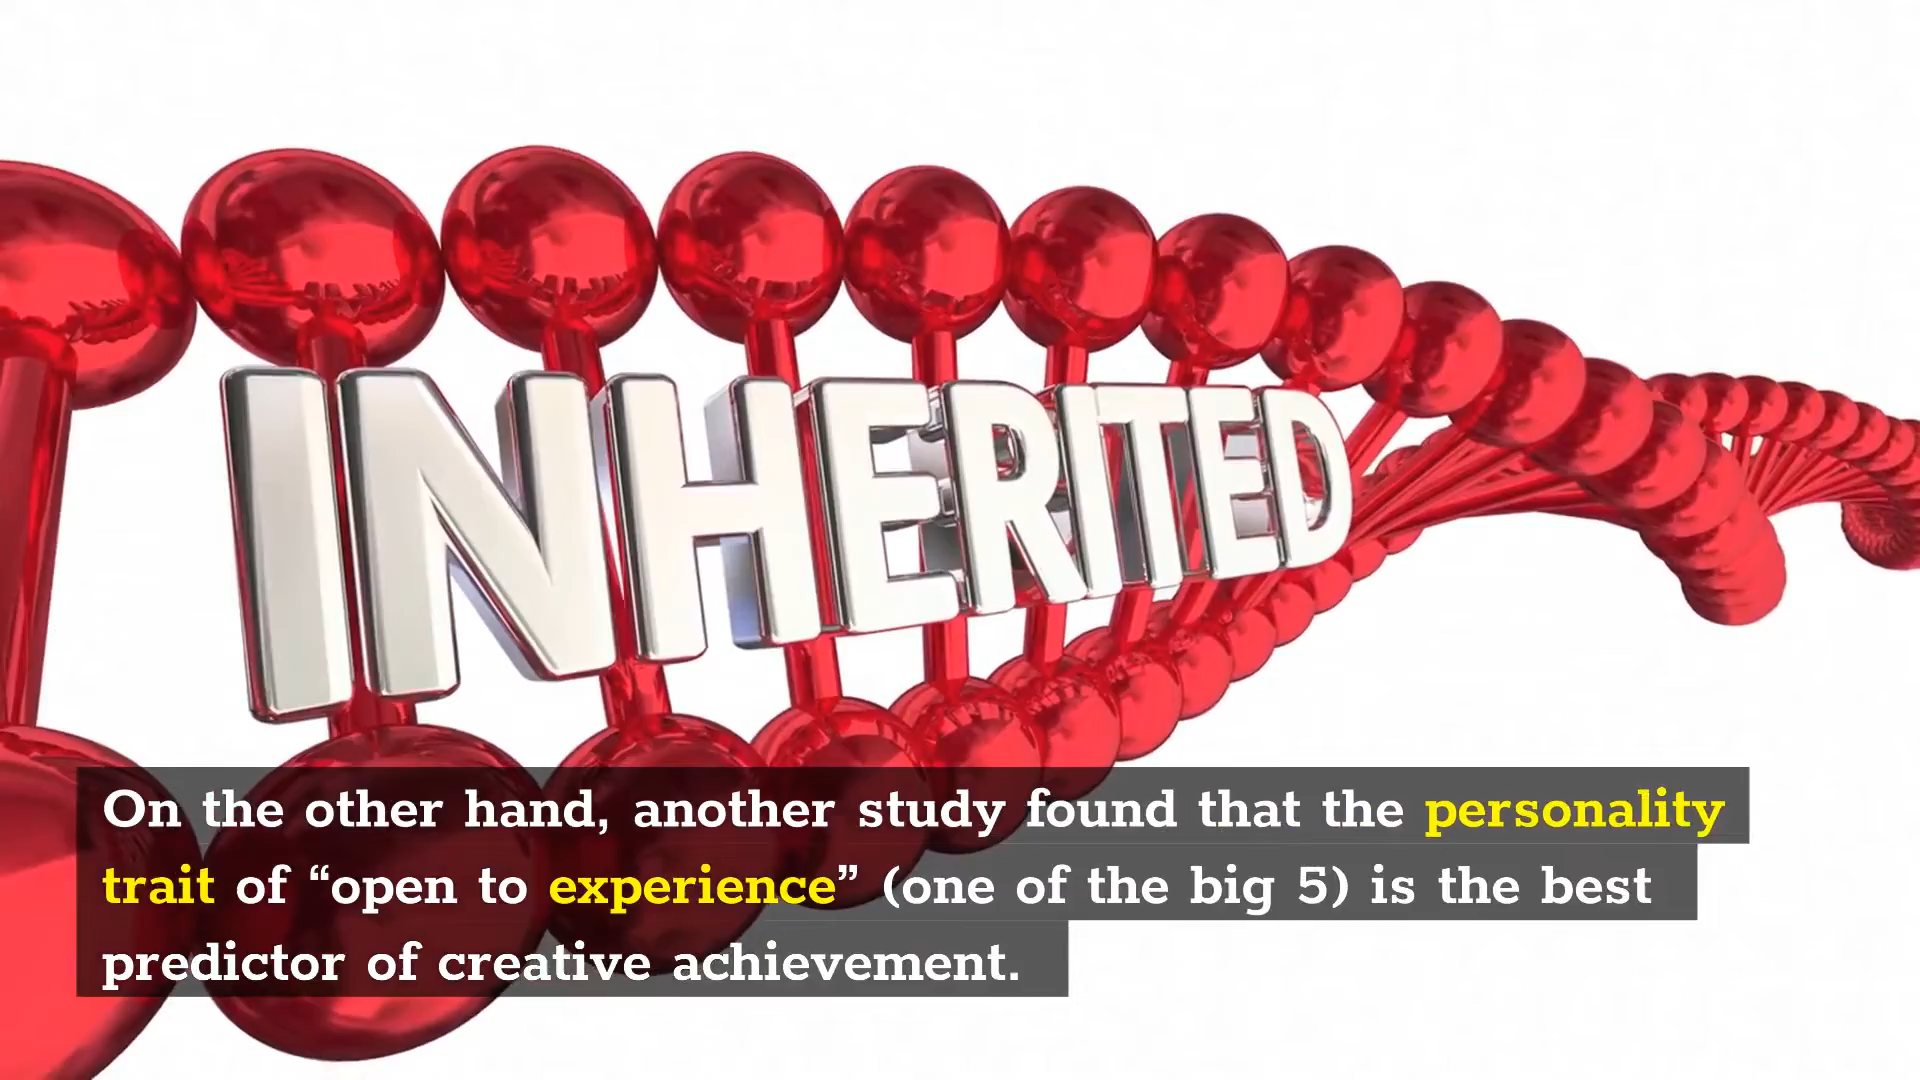 INHERITED
On the other hand, another study found that the personality
trait of “open to experience” (one of the big 5) is the best
predictor of creative achievement.